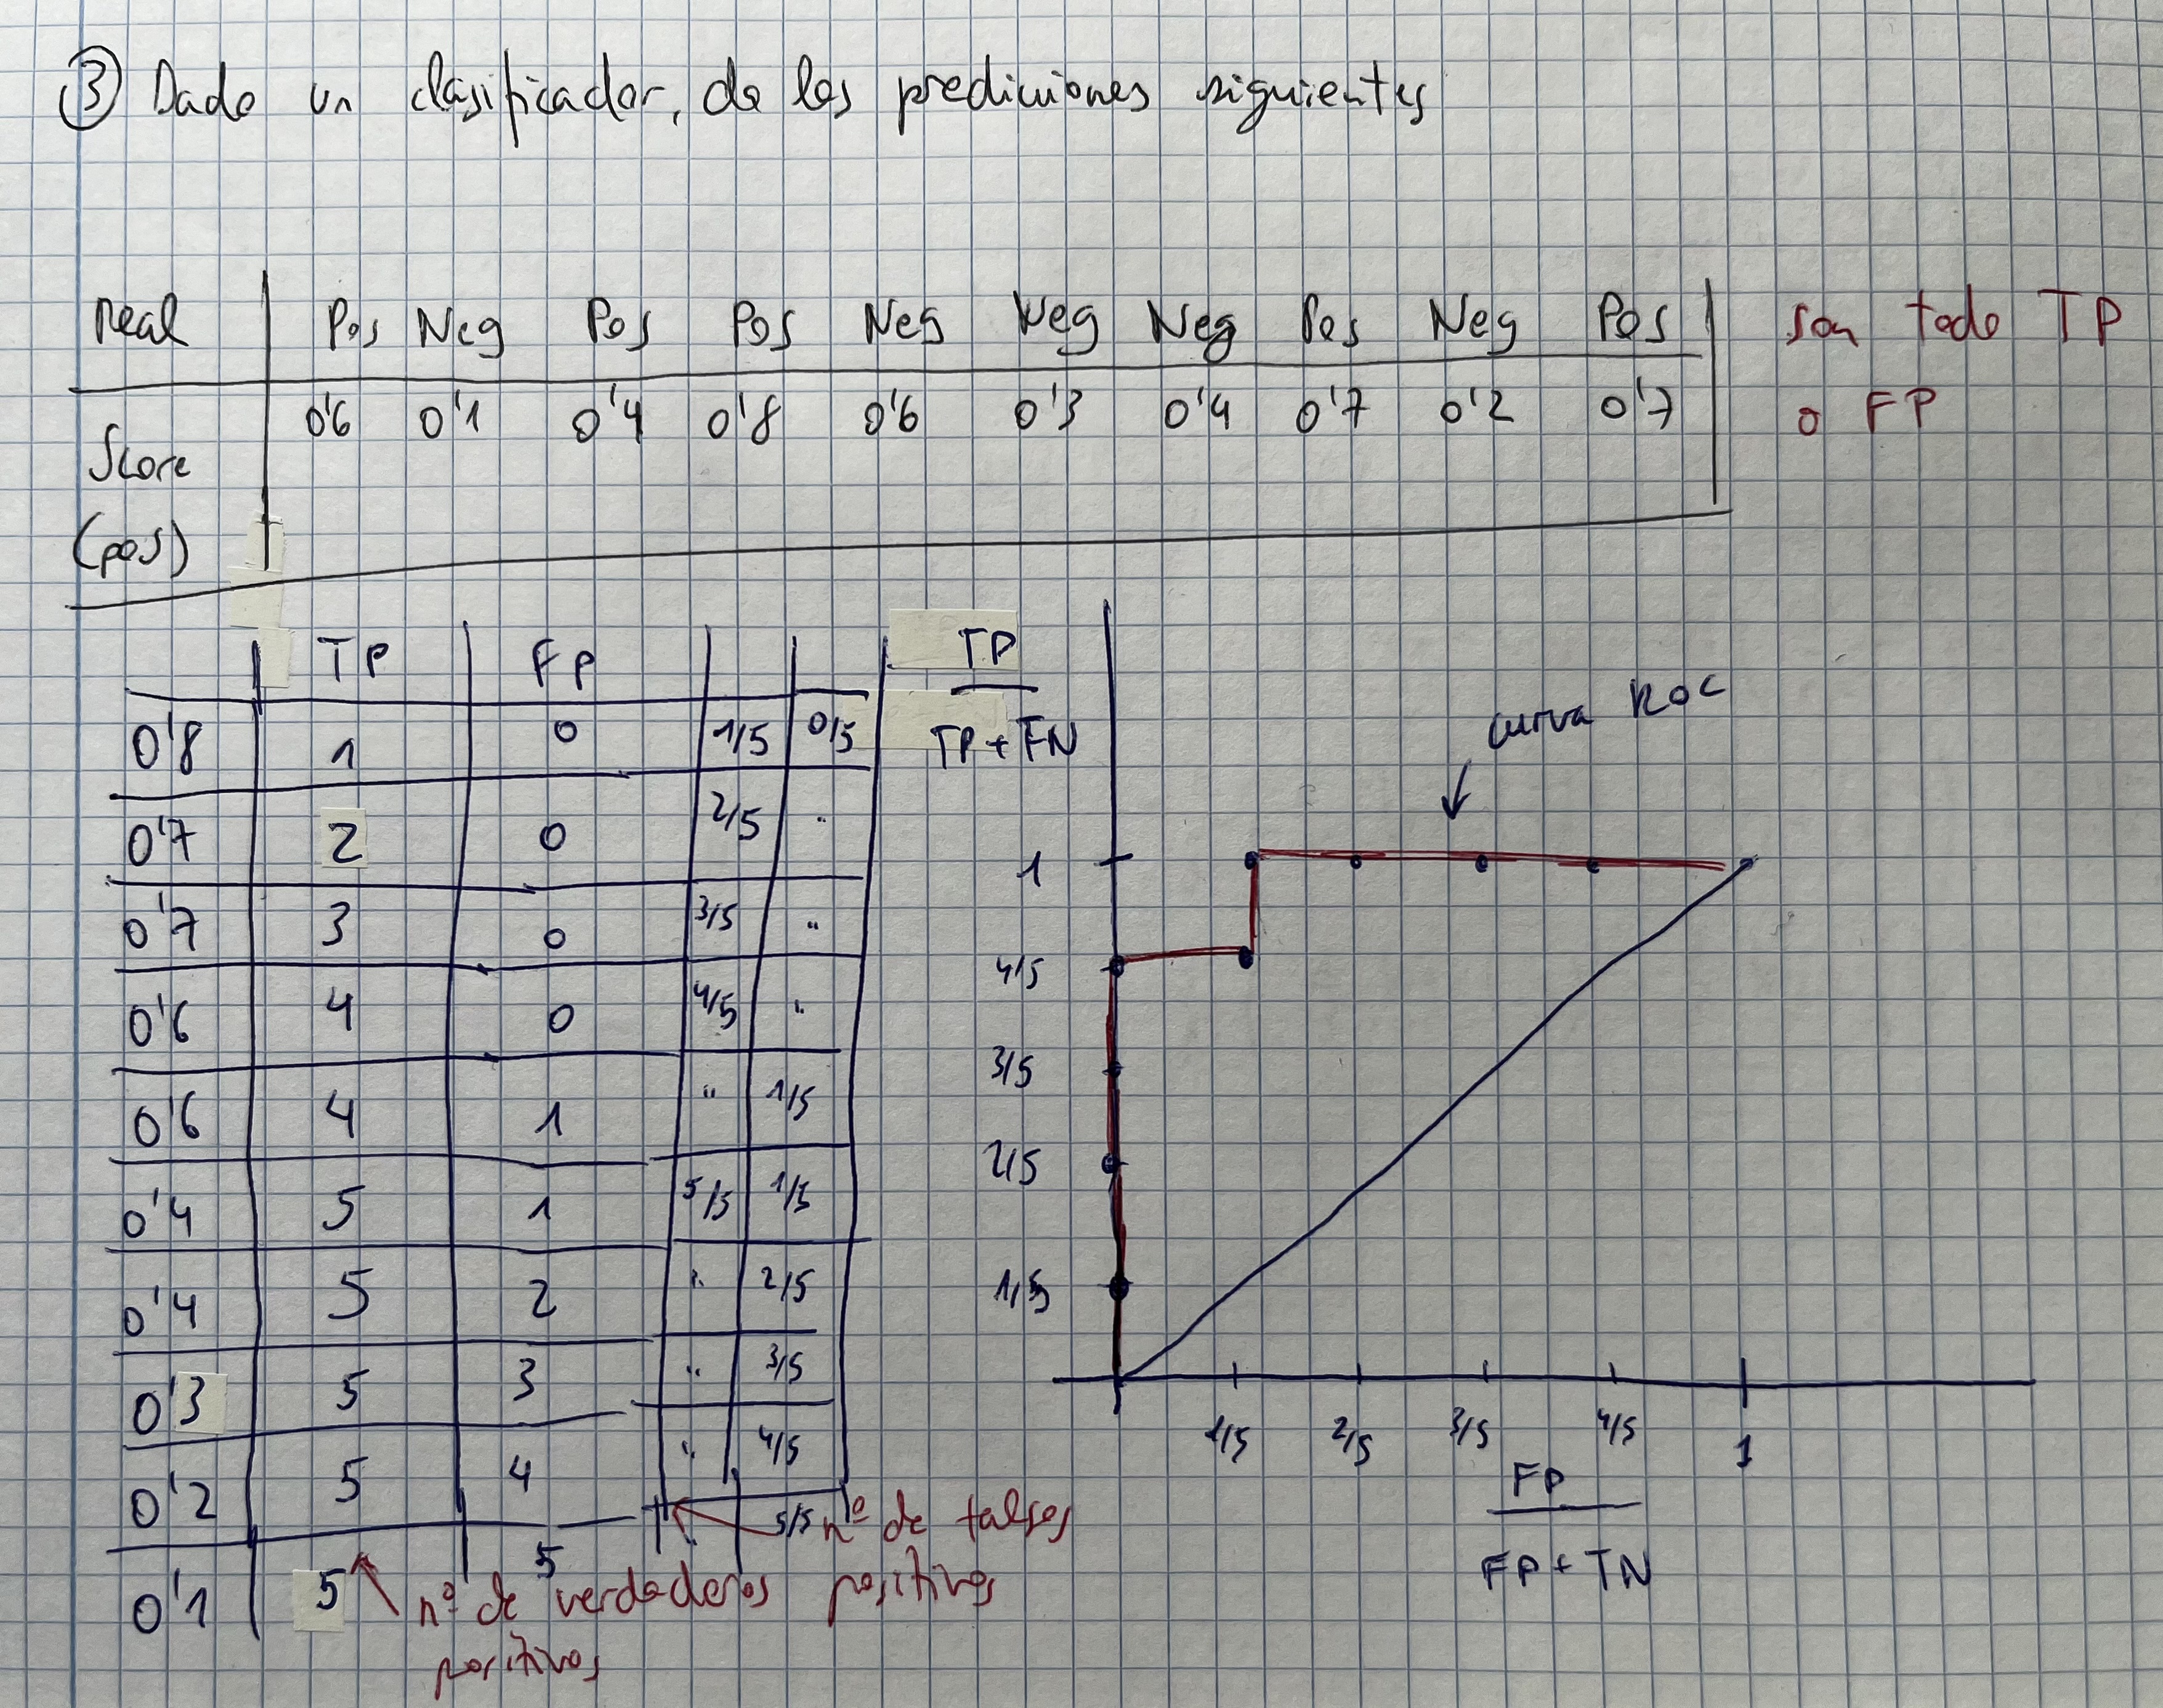 ③ Dado un clasificador, da las prediciones siguientes
Real Pos Neg Pos Pos Neg Neg Neg Pos Neg Pos
son todo TP
Score 0'6 0'1 0'4 0'8 0'6 0'3 0'4 0'7 0'2 0'7
o FP
(pos)
TP FP
0'8 1 0 1/5 0/5
0'7 2 0 2/5 "
0'7 3 0 3/5 "
0'6 4 0 4/5 "
0'6 4 1 " 1/5
0'4 5 1 5/5 1/5
0'4 5 2 " 2/5
0'3 5 3 " 3/5
0'2 5 4 " 4/5
0'1 5 5 5/5
nº de falsos
positivos
nº de verdaderos
positivos
TP
TP + FN
curva ROC
1
4/5
3/5
2/5
1/5
1/5 2/5 3/5 4/5 1
FP
FP + TN